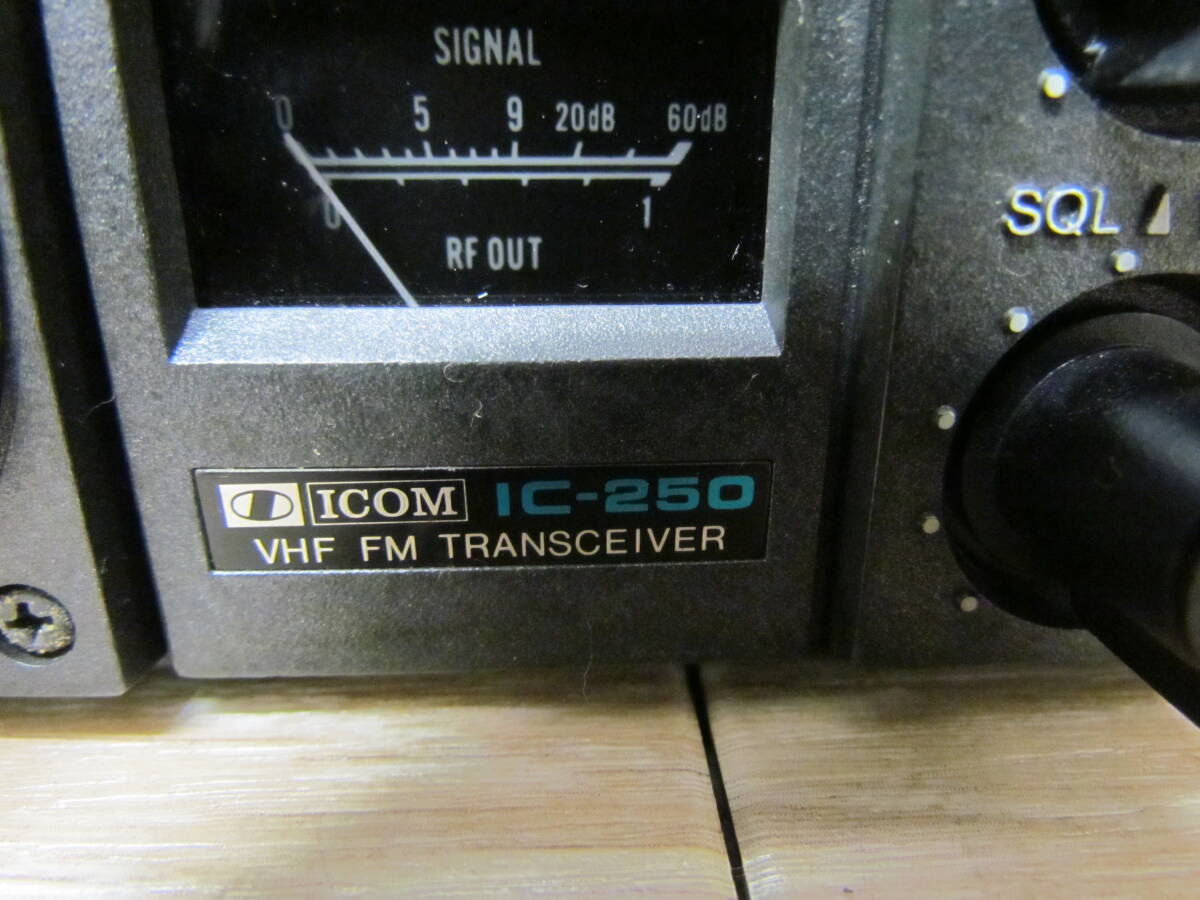 SIGNAL
0 5 9 20dB 60dB
0 1
RF OUT
SQL
ICOM IC-250
VHF FM TRANSCEIVER